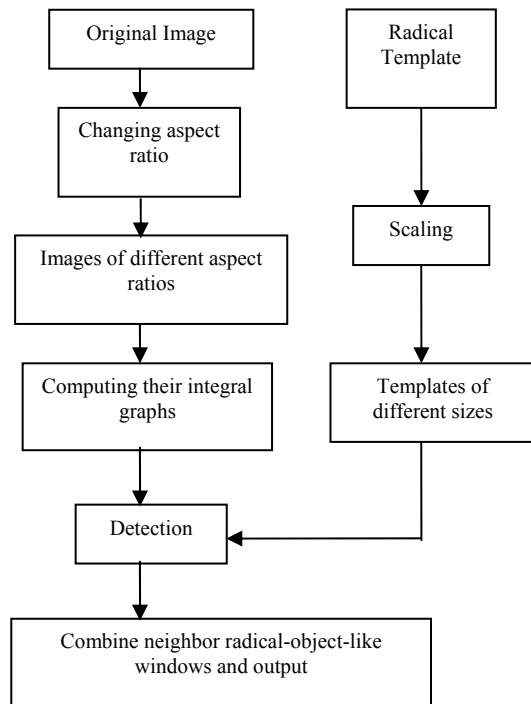 Original Image
Changing aspect
ratio
Images of different aspect
ratios
Computing their integral
graphs
Detection
Combine neighbor radical-object-like
windows and output
Radical
Template
Scaling
Templates of
different sizes